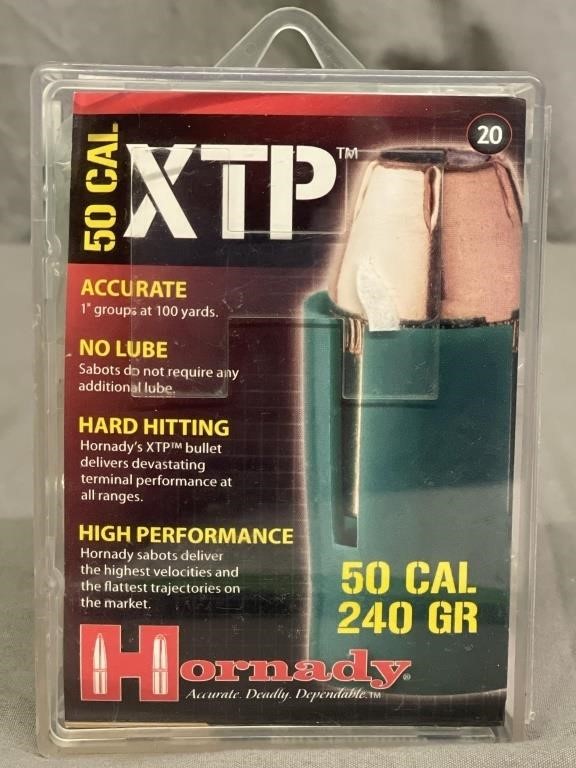 50 CAL
XTP™
20
ACCURATE
1" groups at 100 yards.
NO LUBE
Sabots do not require any
additional lube.
HARD HITTING
Hornady's XTP™ bullet
delivers devastating
terminal performance at
all ranges.
HIGH PERFORMANCE
Hornady sabots deliver
the highest velocities and
the flattest trajectories on
the market.
50 CAL
240 GR
Hornady®
Accurate. Deadly. Dependable.™